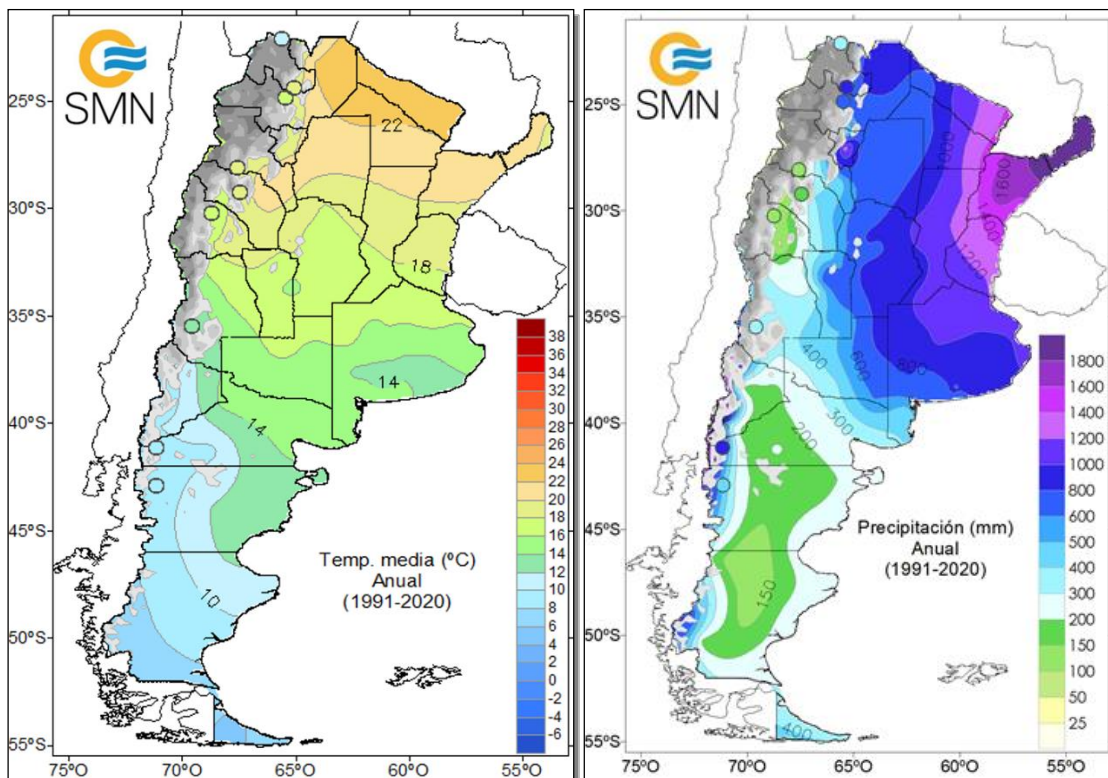 SMN
25ºS
30ºS
35ºS
40ºS
45ºS
50ºS
55ºS
75ºO
70ºO
65ºO
60ºO
55ºO
22
18
14
14
10
Temp. media (ºC)
Anual
(1991-2020)
38
36
34
32
30
28
26
24
22
20
18
16
14
12
10
8
6
4
2
0
-2
-4
-6
SMN
25ºS
30ºS
35ºS
40ºS
45ºS
50ºS
55ºS
75ºO
70ºO
65ºO
60ºO
55ºO
1000
1600
1200
400
600
800
300
200
150
400
Precipitación (mm)
Anual
(1991-2020)
1800
1600
1400
1200
1000
800
600
500
400
300
200
150
100
50
25